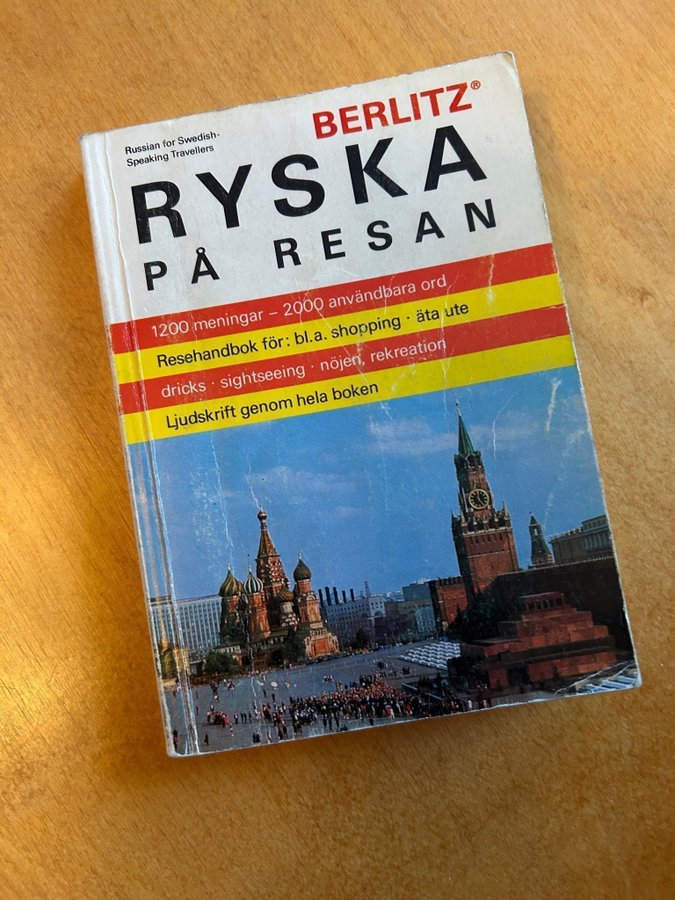 Russian for Swedish-
Speaking Travellers
BERLITZ®
RYSKA
PÅ RESAN
1200 meningar – 2000 användbara ord
Resehandbok för: bl.a. shopping · äta ute
dricks · sightseeing · nöjen, rekreation
Ljudskrift genom hela boken